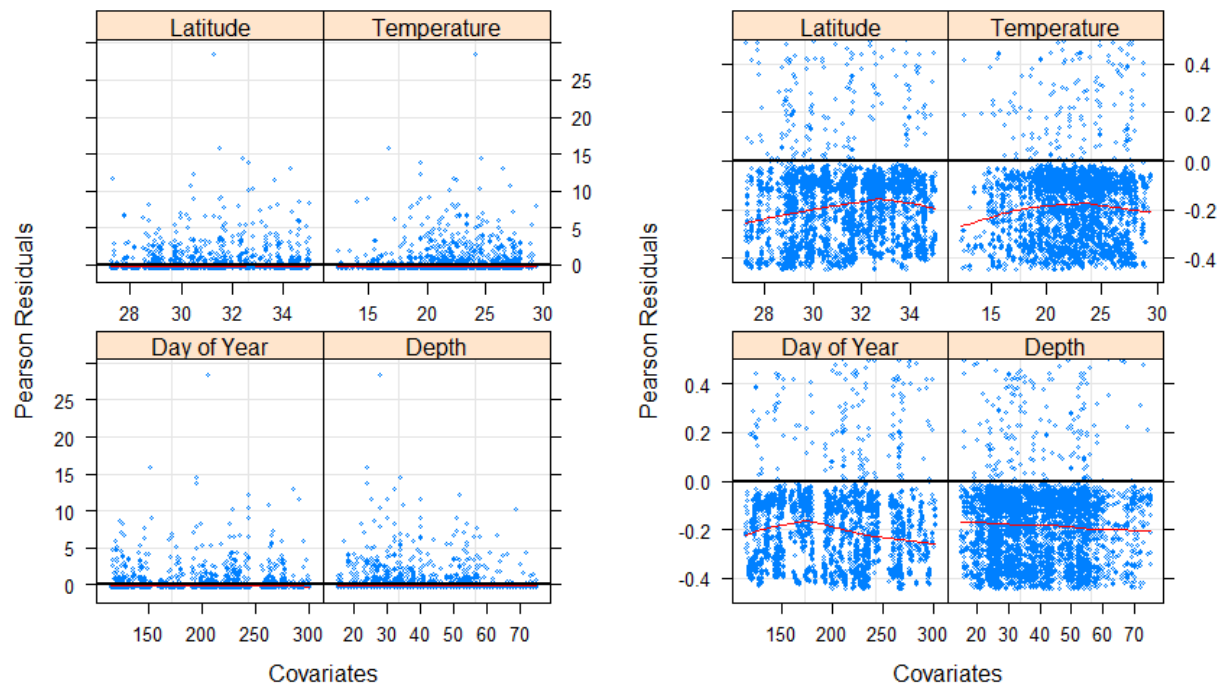 Latitude Temperature
25
20
15
10
5
0
28 30 32 34 15 20 25 30
Day of Year Depth
25
20
15
10
5
0
150 200 250 300 20 30 40 50 60 70
Pearson Residuals
Covariates
Latitude Temperature
0.4
0.2
0.0
-0.2
-0.4
27 28 29 30 31 32 33 34 15 20 25 30
Day of Year Depth
0.4
0.2
0.0
-0.2
-0.4
150 200 250 300 20 30 40 50 60 70
Pearson Residuals
Covariates